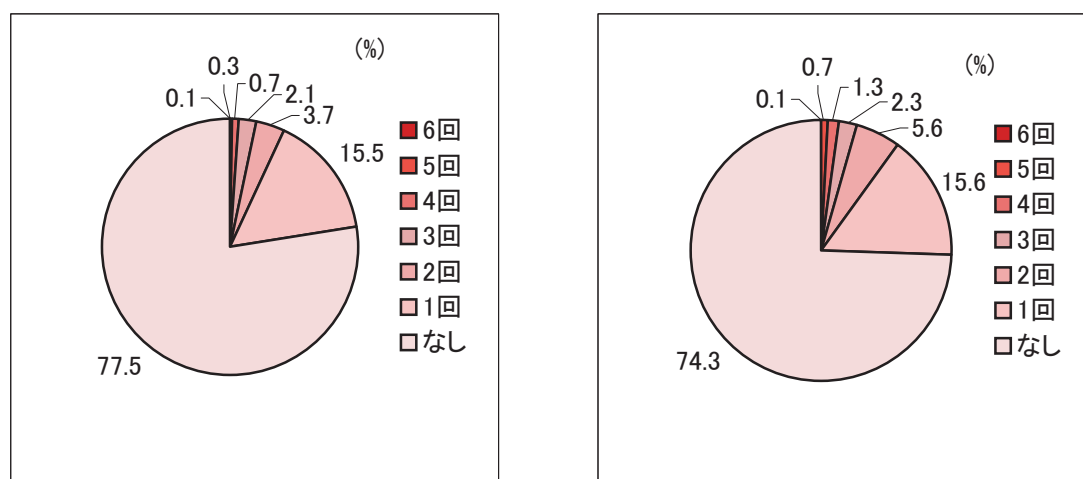 (%)
0.3
0.7
0.1
2.1
3.7
15.5
77.5
6回
5回
4回
3回
2回
1回
なし
(%)
0.7
0.1
1.3
2.3
5.6
15.6
74.3
6回
5回
4回
3回
2回
1回
なし